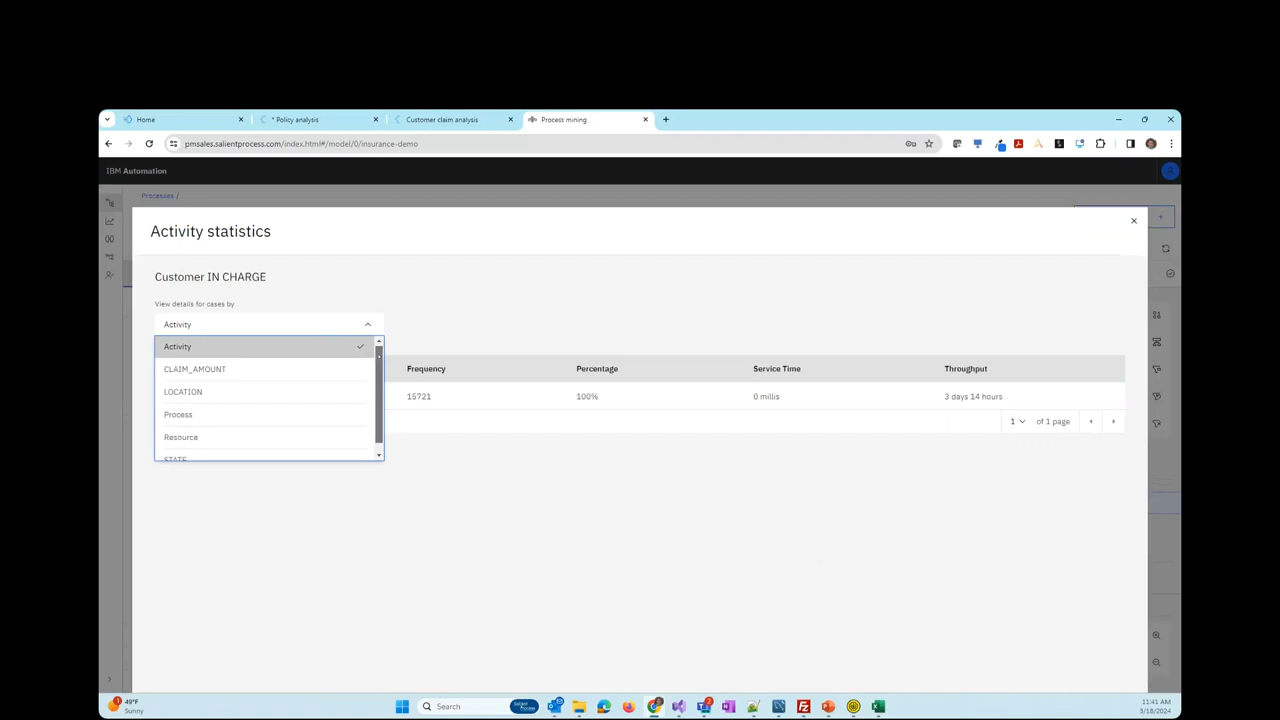 Home
* Policy analysis
Customer claim analysis
Process mining
pmsales.salientprocess.com/index.html#/model/0/insurance-demo
IBM Automation
Processes /
Activity statistics
Customer IN CHARGE
View details for cases by
Activity
Activity
CLAIM_AMOUNT
LOCATION
Process
Resource
STATE
Frequency
Percentage
Service Time
Throughput
15721
100%
0 millis
3 days 14 hours
1
of 1 page
49°F
Sunny
Search
11:41 AM
3/18/2024